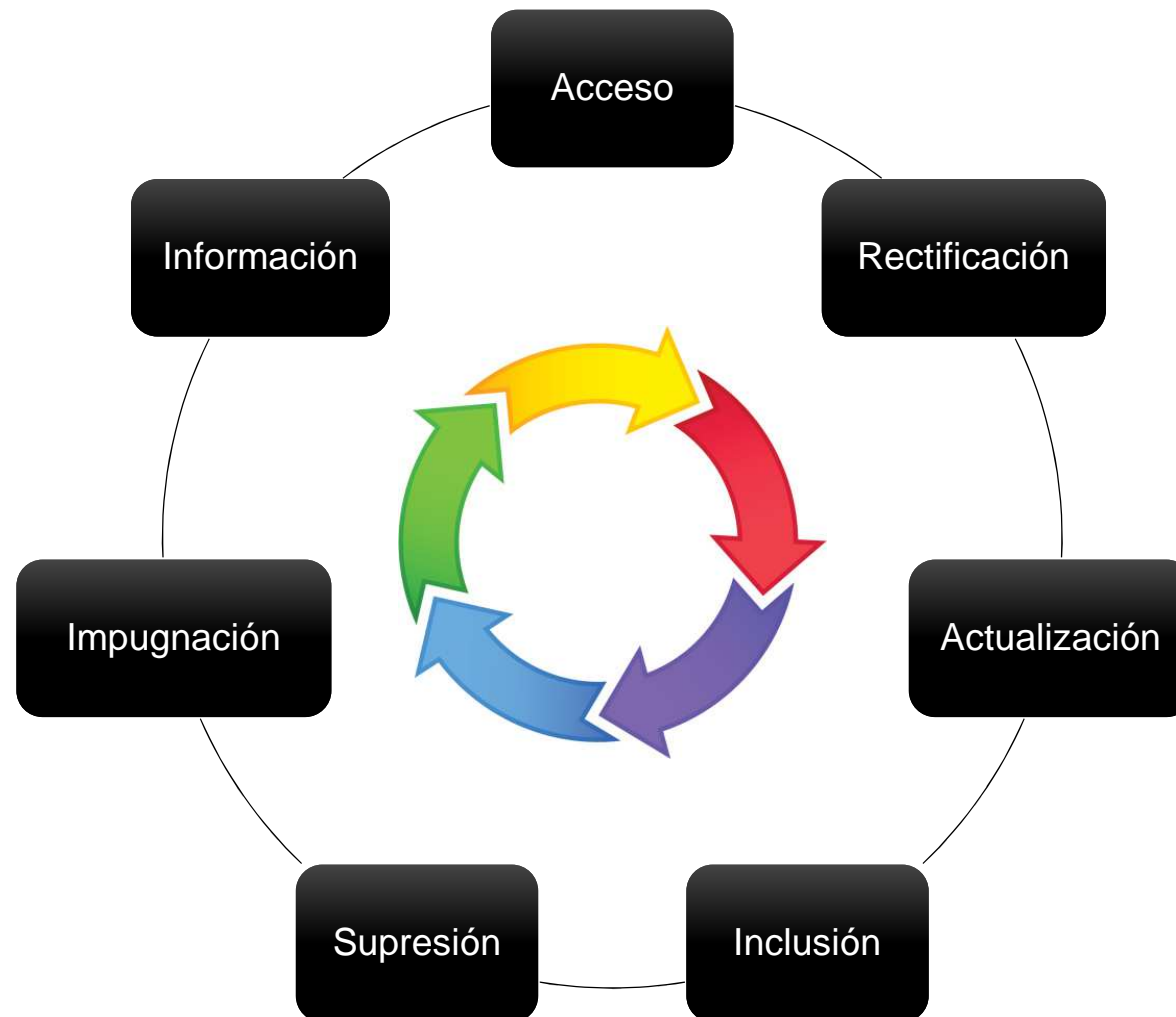 Acceso
Rectificación
Actualización
Inclusión
Supresión
Impugnación
Información